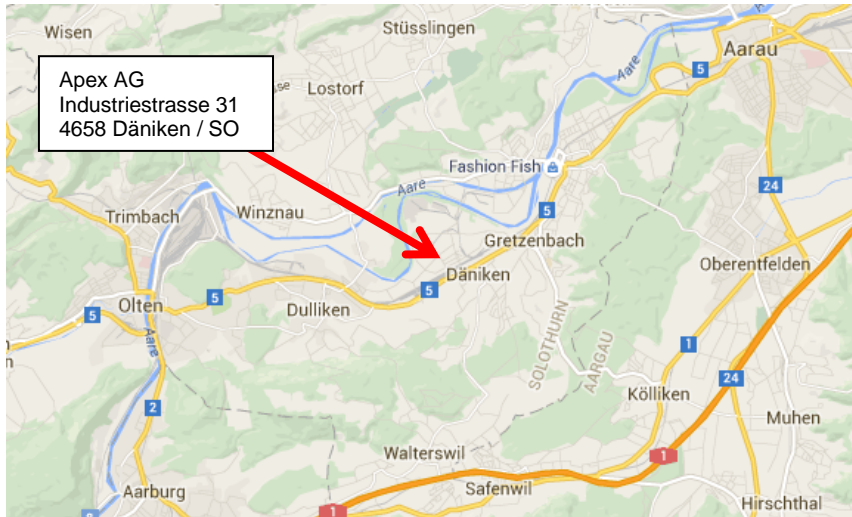 Wisen
Stüsslingen
Aarau
Apex AG
Industriestrasse 31
4658 Däniken / SO
se
Lostorf
Aare
5
Fashion Fish
Aare
24
Trimbach
Winznau
5
Gretzenbach
Däniken
Oberentfelden
5
5
Olten
5
Dulliken
5
Aare
SOLOTHURN
AARGAU
1
24
2
Kölliken
Muhen
Walterswil
1
Aarburg
Safenwil
1
Hirschthal